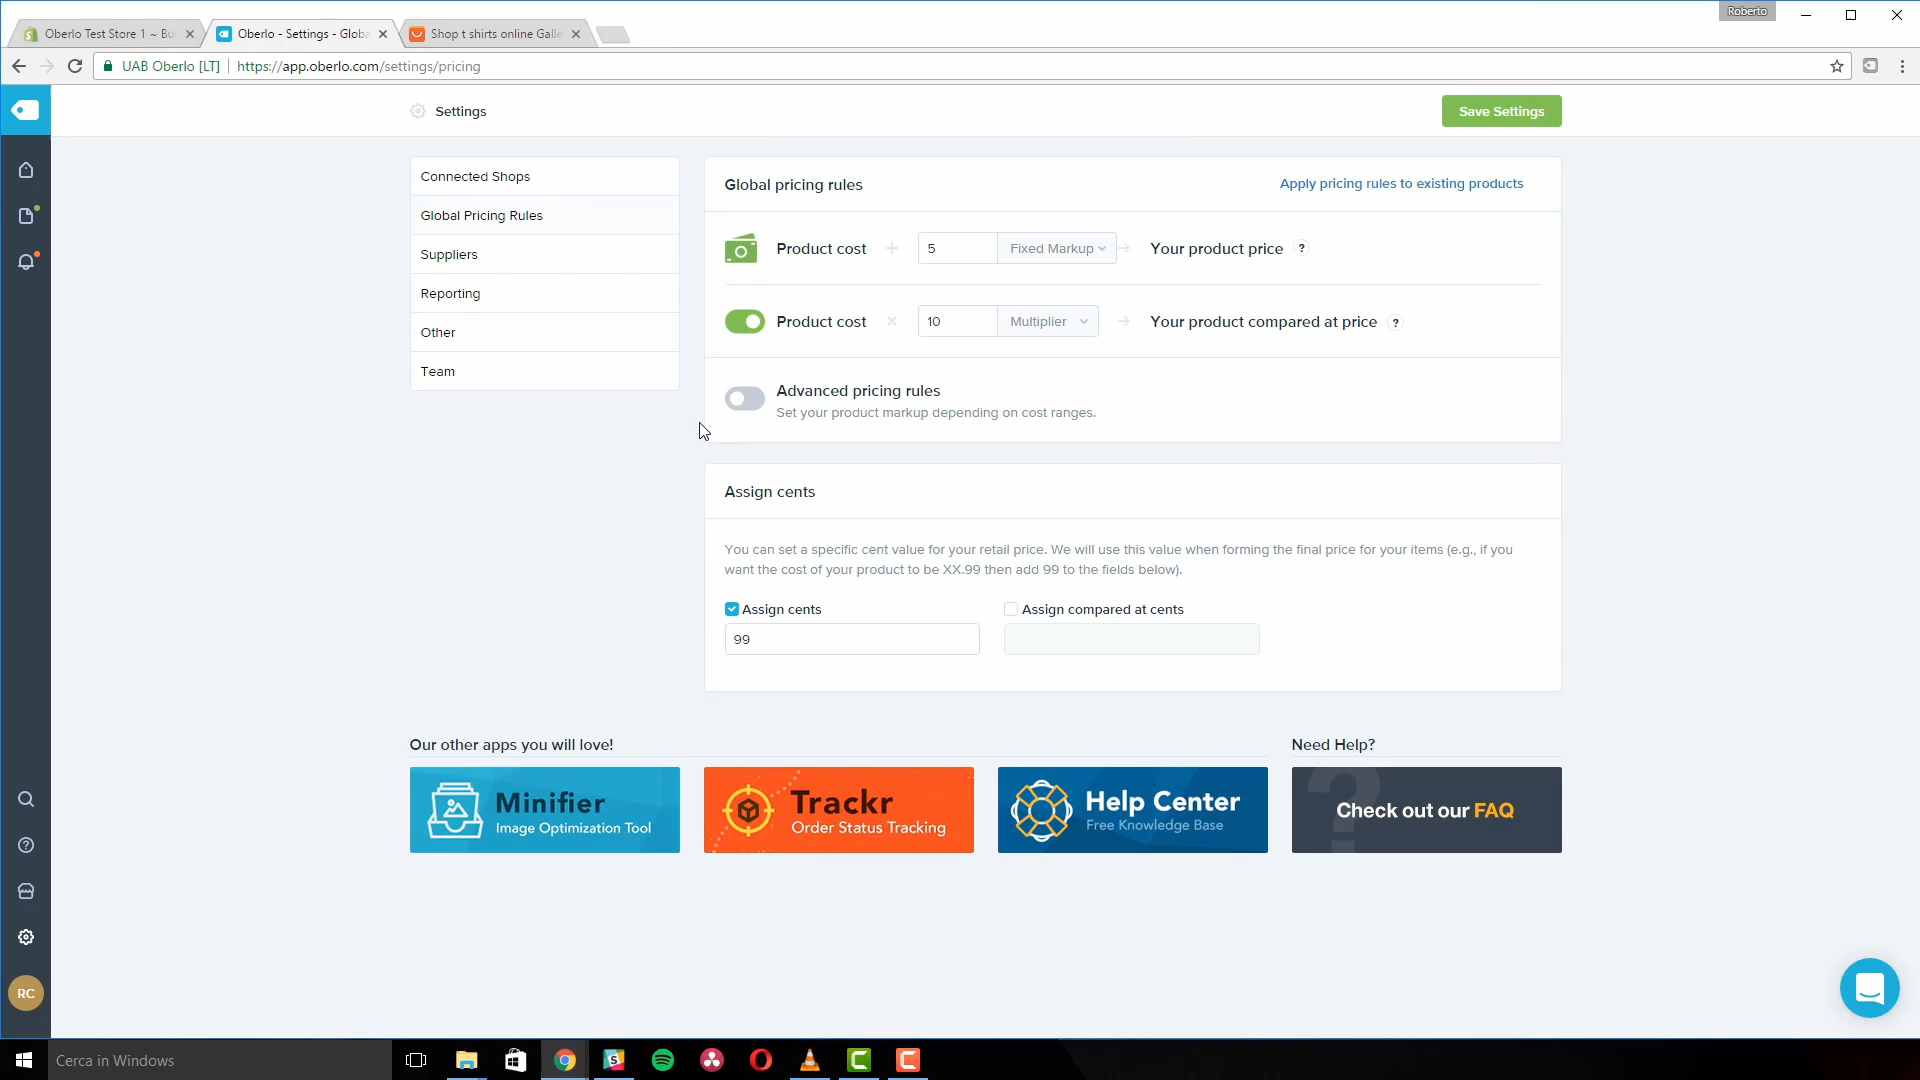 Roberto
Oberlo Test Store 1 ~ Bu
Oberlo - Settings - Globa
Shop t shirts online Galle
UAB Oberlo [LT]
https://app.oberlo.com/settings/pricing
Settings
Save Settings
Connected Shops
Global Pricing Rules
Suppliers
Reporting
Other
Team
Global pricing rules
Apply pricing rules to existing products
Product cost
5
Fixed Markup
Your product price ?
Product cost
10
Multiplier
Your product compared at price ?
Advanced pricing rules
Set your product markup depending on cost ranges.
Assign cents
You can set a specific cent value for your retail price. We will use this value when forming the final price for your items (e.g., if you
want the cost of your product to be XX.99 then add 99 to the fields below).
Assign cents
Assign compared at cents
99
Our other apps you will love!
Need Help?
Minifier
Image Optimization Tool
Trackr
Order Status Tracking
Help Center
Free Knowledge Base
Check out our FAQ
RC
Cerca in Windows